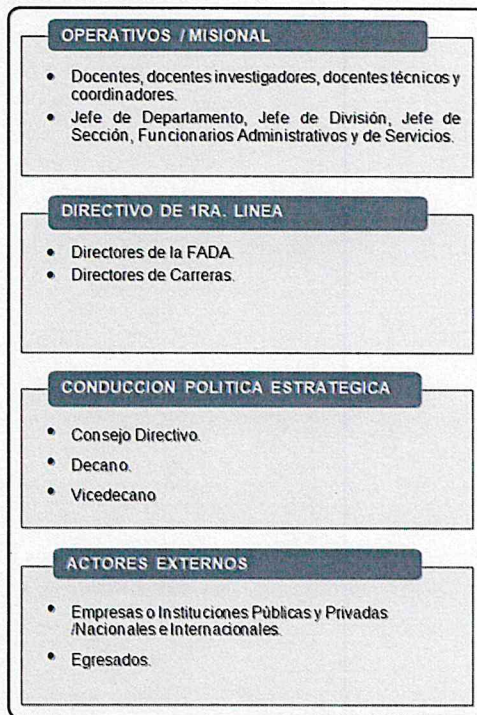 OPERATIVOS / MISIONAL
• Docentes, docentes investigadores, docentes técnicos y
coordinadores.
• Jefe de Departamento, Jefe de División, Jefe de
Sección, Funcionarios Administrativos y de Servicios.
DIRECTIVO DE 1RA. LINEA
• Directores de la FADA.
• Directores de Carreras.
CONDUCCION POLITICA ESTRATEGICA
• Consejo Directivo.
• Decano.
• Vicedecano
ACTORES EXTERNOS
• Empresas o Instituciones Públicas y Privadas
/Nacionales e Internacionales.
• Egresados.